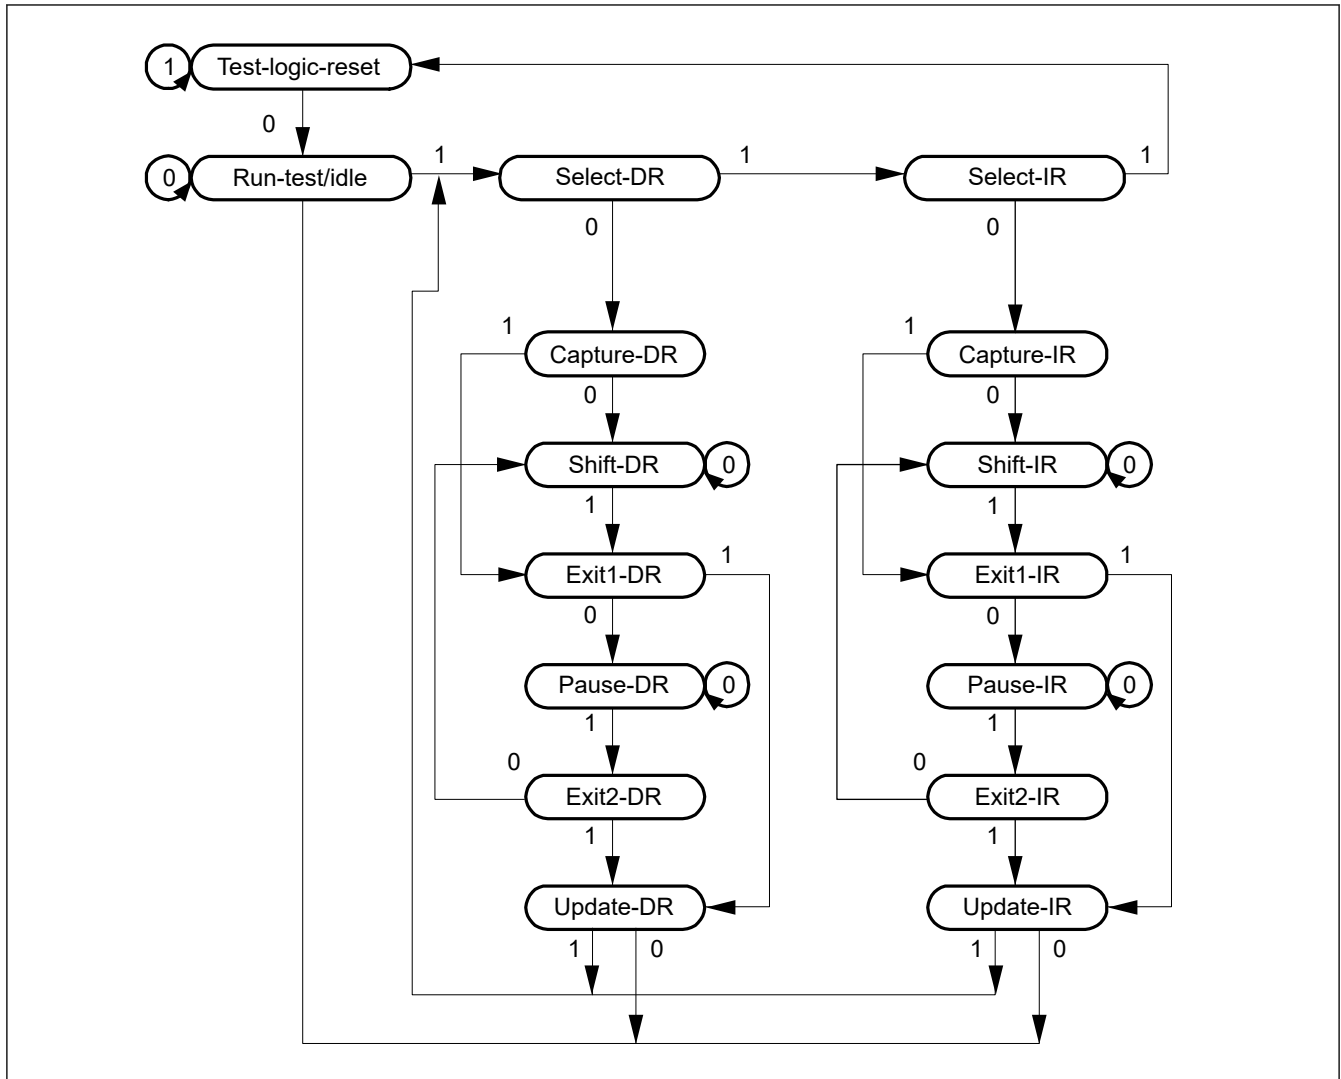 1 Test-logic-reset
0
0 Run-test/idle 1 Select-DR 1 Select-IR 1
0 0
1 1
Capture-DR Capture-IR
0 0
Shift-DR 0 Shift-IR 0
1 1
Exit1-DR 1 Exit1-IR 1
0 0
Pause-DR 0 Pause-IR 0
1 1
0 0
Exit2-DR Exit2-IR
1 1
Update-DR Update-IR
1 0 1 0